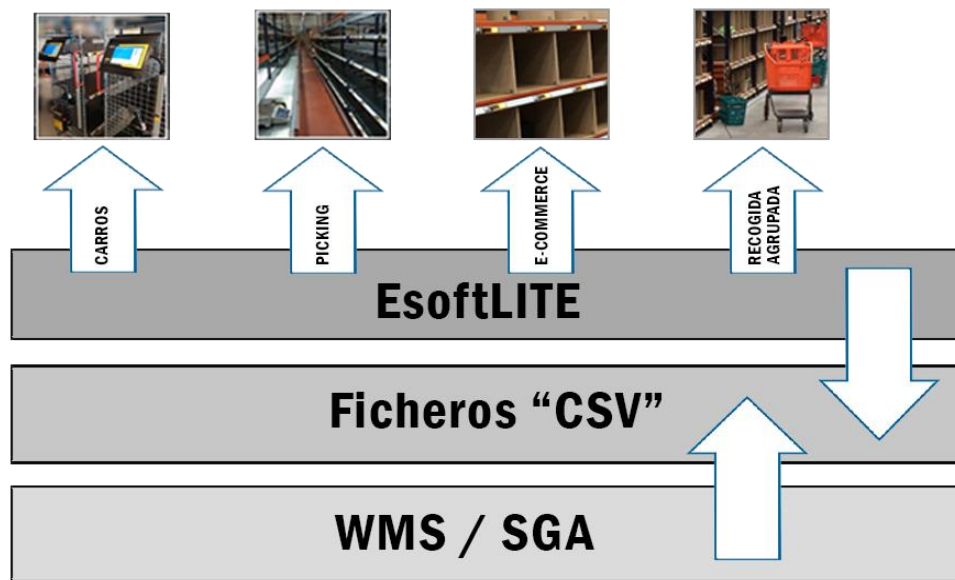 CARROS
PICKING
E-COMMERCE
RECOGIDA
AGRUPADA
EsoftLITE
Ficheros “CSV”
WMS / SGA